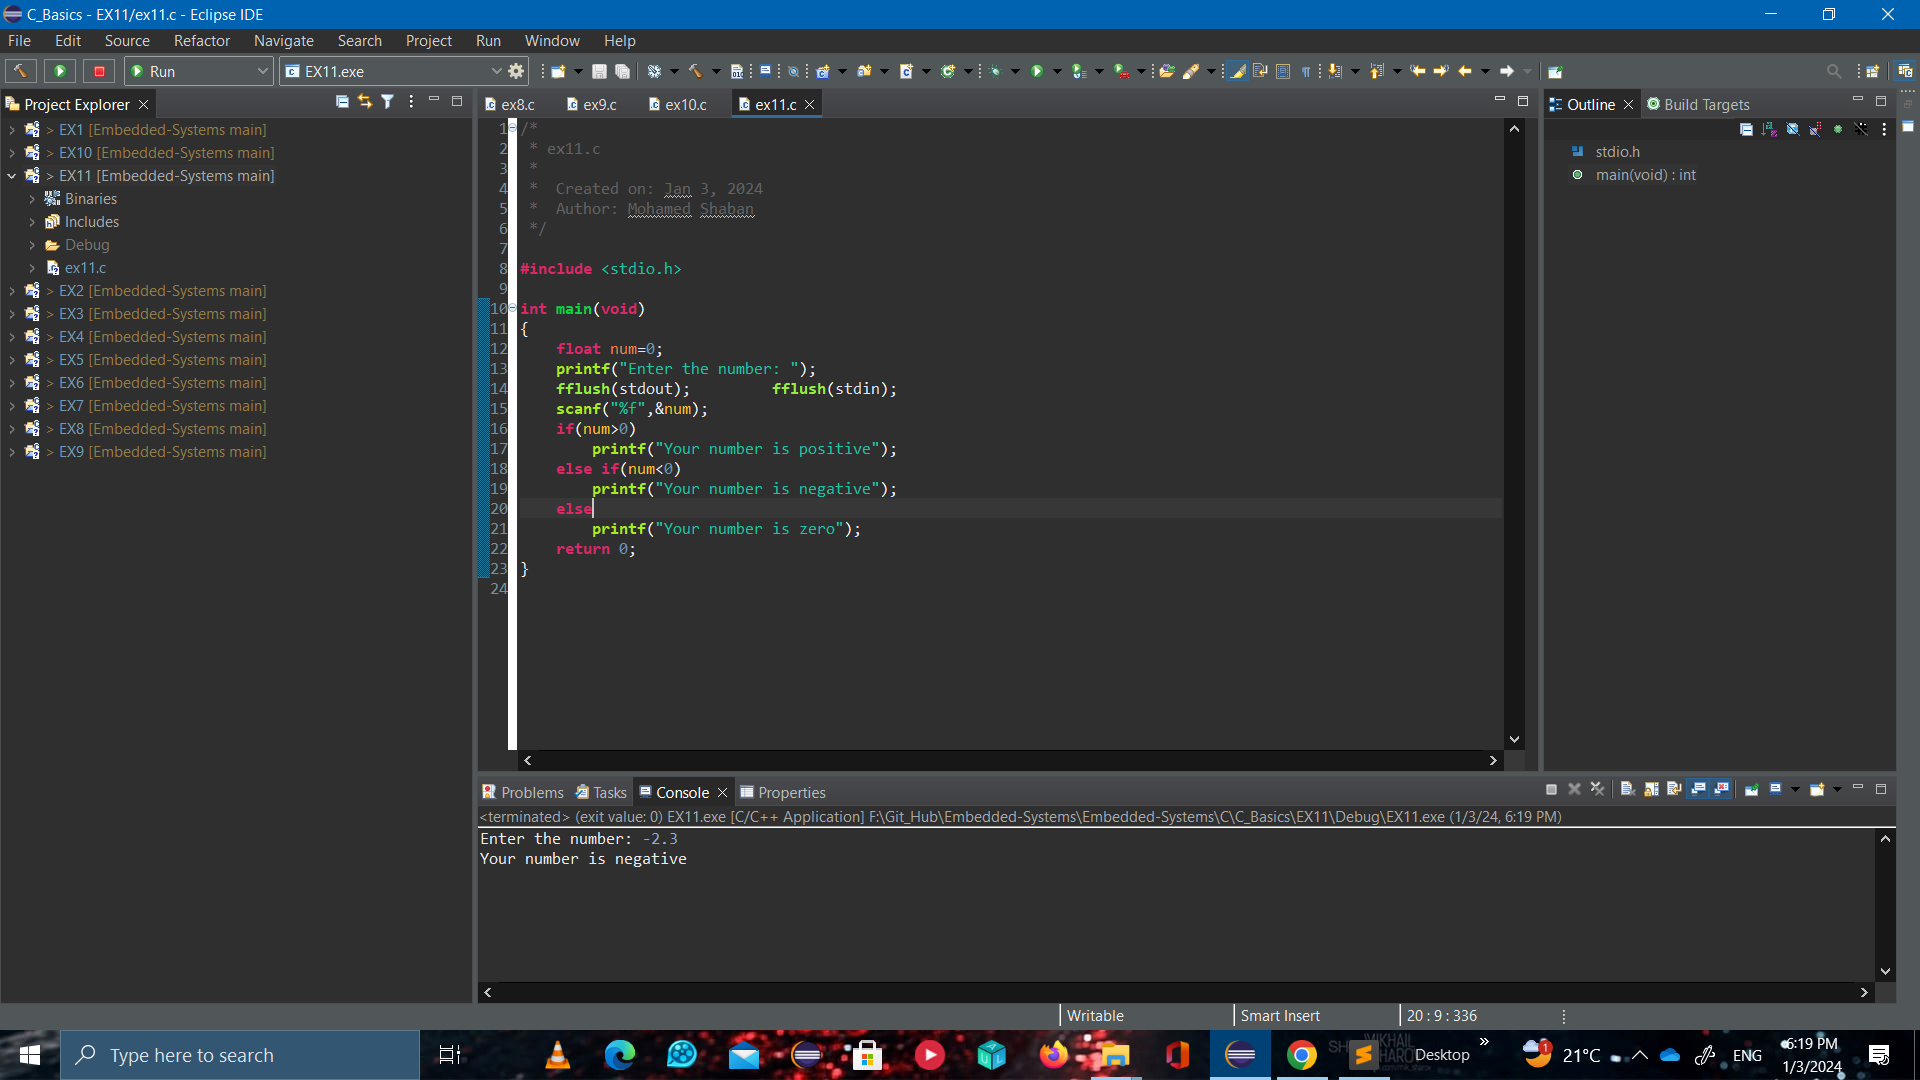 C_Basics - EX11/ex11.c - Eclipse IDE
File Edit Source Refactor Navigate Search Project Run Window Help
Run
EX11.exe
Project Explorer
> EX1 [Embedded-Systems main]
> EX10 [Embedded-Systems main]
> EX11 [Embedded-Systems main]
Binaries
Includes
Debug
ex11.c
> EX2 [Embedded-Systems main]
> EX3 [Embedded-Systems main]
> EX4 [Embedded-Systems main]
> EX5 [Embedded-Systems main]
> EX6 [Embedded-Systems main]
> EX7 [Embedded-Systems main]
> EX8 [Embedded-Systems main]
> EX9 [Embedded-Systems main]
ex8.c ex9.c ex10.c ex11.c
1 /*
2 * ex11.c
3 *
4 * Created on: Jan 3, 2024
5 * Author: Mohamed Shaban
6 */
7
8 #include <stdio.h>
9
10 int main(void)
11 {
12 float num=0;
13 printf("Enter the number: ");
14 fflush(stdout); fflush(stdin);
15 scanf("%f",&num);
16 if(num>0)
17 printf("Your number is positive");
18 else if(num<0)
19 printf("Your number is negative");
20 else
21 printf("Your number is zero");
22 return 0;
23 }
24
Outline Build Targets
stdio.h
main(void) : int
Problems Tasks Console Properties
<terminated> (exit value: 0) EX11.exe [C/C++ Application] F:\Git_Hub\Embedded-Systems\Embedded-Systems\C\C_Basics\EX11\Debug\EX11.exe (1/3/24, 6:19 PM)
Enter the number: -2.3
Your number is negative
Writable Smart Insert 20 : 9 : 336
Type here to search
Desktop
1
21°C
ENG
6:19 PM
1/3/2024